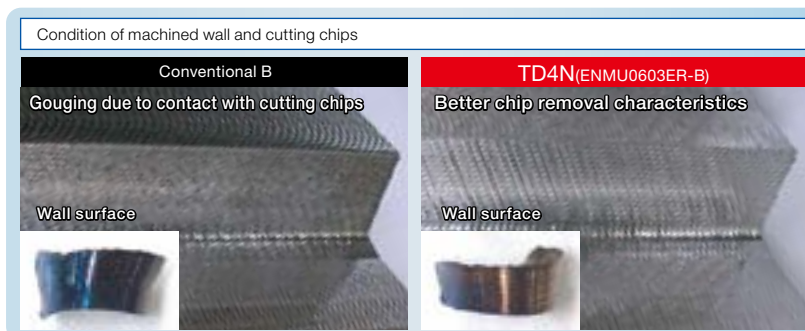 Condition of machined wall and cutting chips
Conventional B
TD4N(ENMU0603ER-B)
Gouging due to contact with cutting chips
Better chip removal characteristics
Wall surface
Wall surface